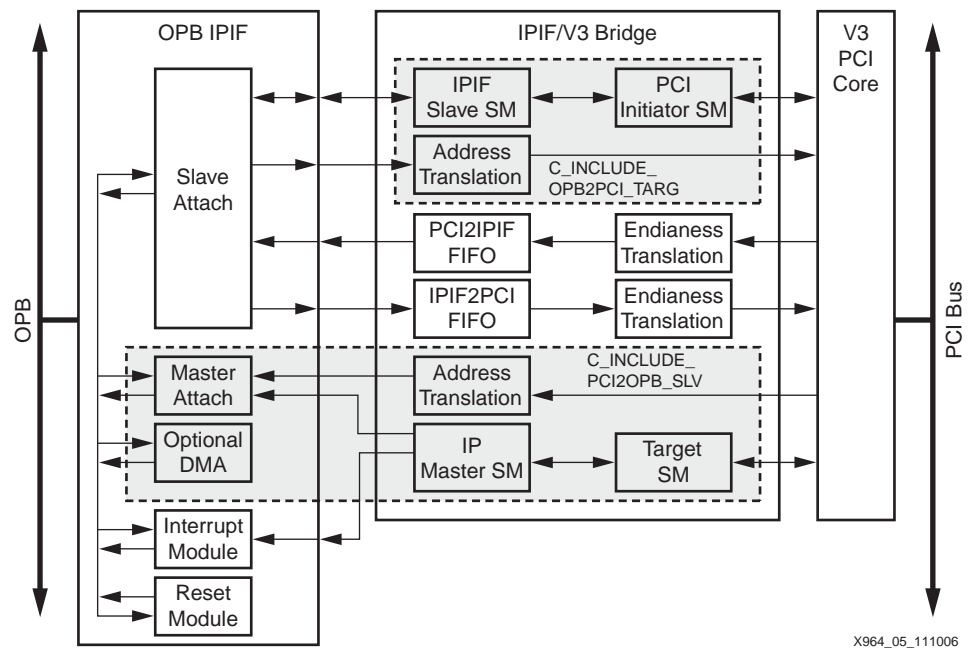 OPB IPIF
IPIF/V3 Bridge
V3
PCI
Core
IPIF
Slave SM
PCI
Initiator SM
Address
Translation
C_INCLUDE_
OPB2PCI_TARG
Slave
Attach
PCI2IPIF
FIFO
Endianess
Translation
IPIF2PCI
FIFO
Endianess
Translation
OPB
PCI Bus
Master
Attach
Address
Translation
C_INCLUDE_
PCI2OPB_SLV
Optional
DMA
IP
Master SM
Target
SM
Interrupt
Module
Reset
Module
X964_05_111006